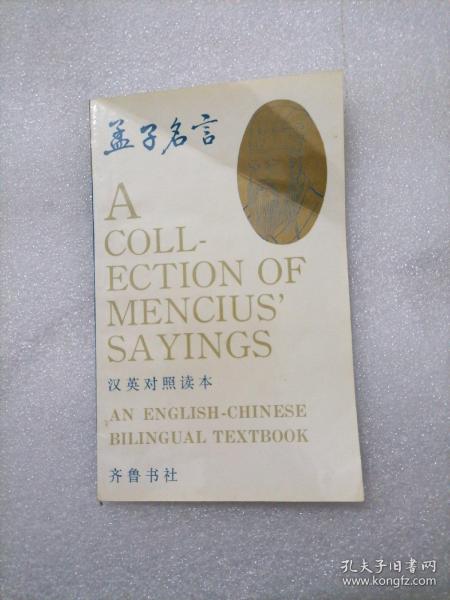 孟子名言
A
COLL-
ECTION OF
MENCIUS'
SAYINGS
汉英对照读本
AN ENGLISH-CHINESE
BILINGUAL TEXTBOOK
齐鲁书社
孔夫子旧书网
www.kongfz.com